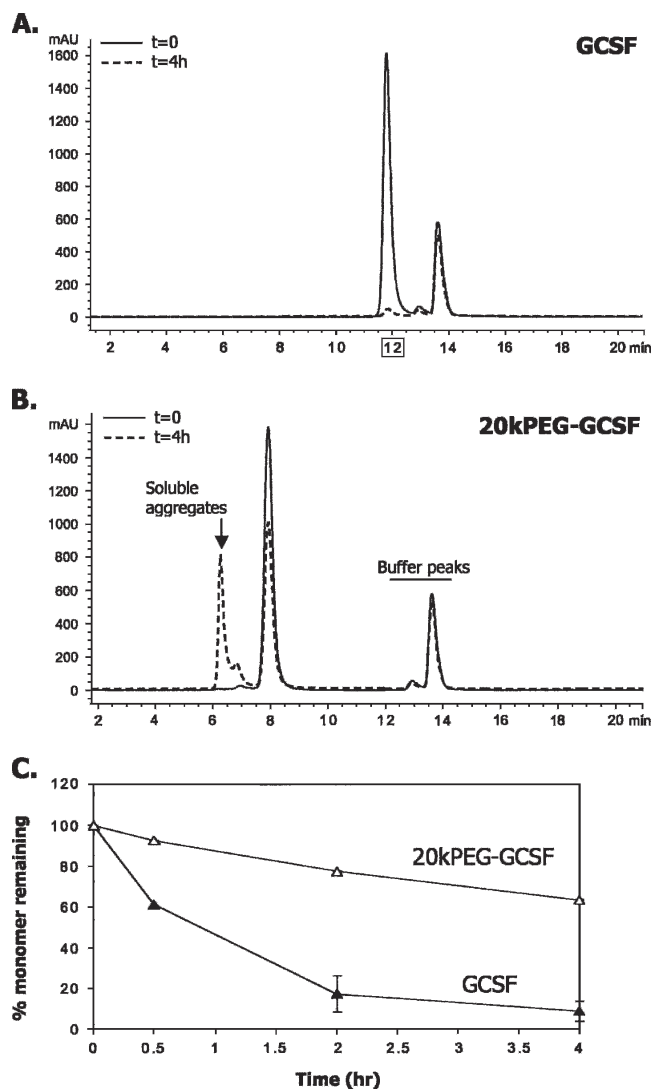 A.
mAU
t=0
t=4h
GCSF
1600
1400
1200
1000
800
600
400
200
0
2 4 6 8 10 12 14 16 18 20 min
B.
mAU
t=0
t=4h
20kPEG-GCSF
1400
1200
1000
800
600
400
200
0
Soluble
aggregates
Buffer peaks
2 4 6 8 10 12 14 16 18 20 min
C.
% monomer remaining
120
100
80
60
40
20
0
20kPEG-GCSF
GCSF
0 0.5 1 1.5 2 2.5 3 3.5 4
Time (hr)